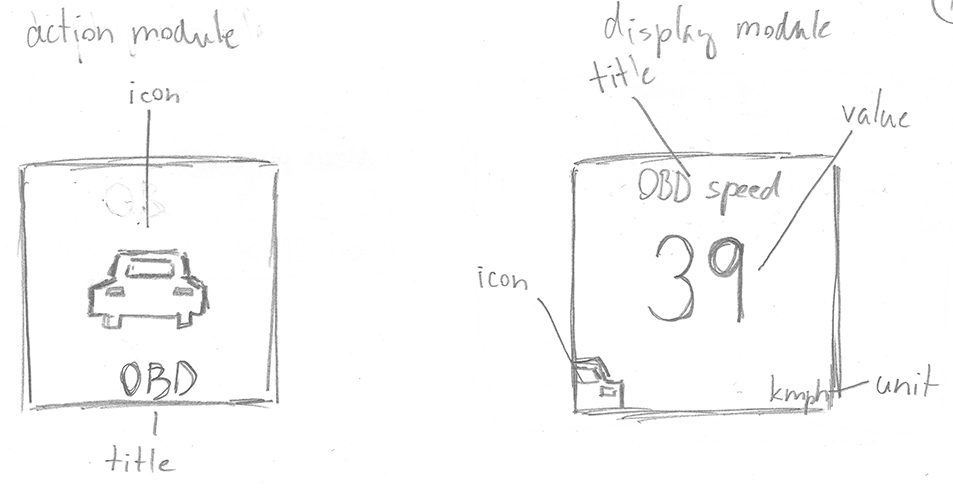 action module
icon
OBD
title
display module
title
value
OBD speed
39
icon
kmph
unit